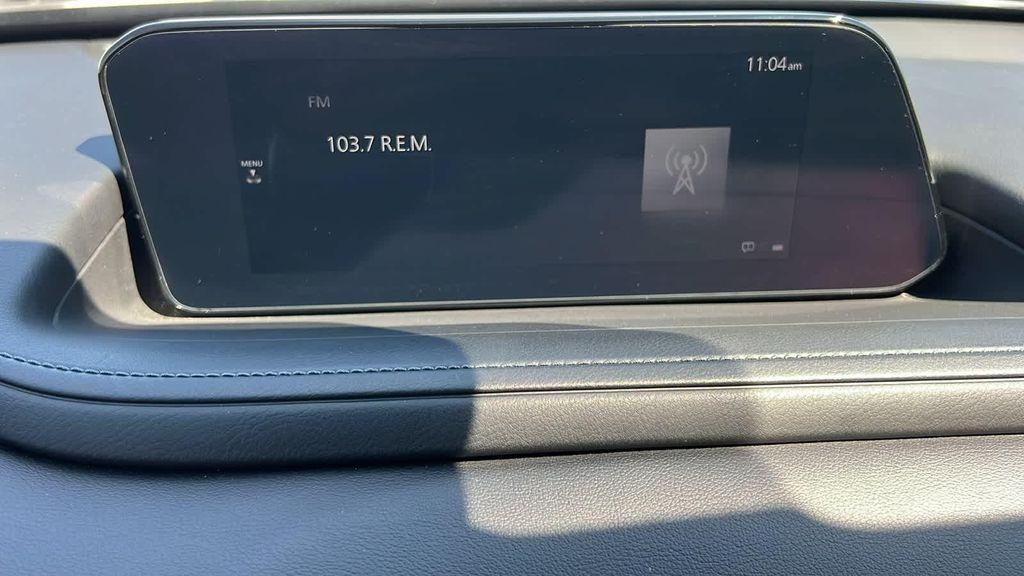 11:04am
FM
103.7 R.E.M.
MENU